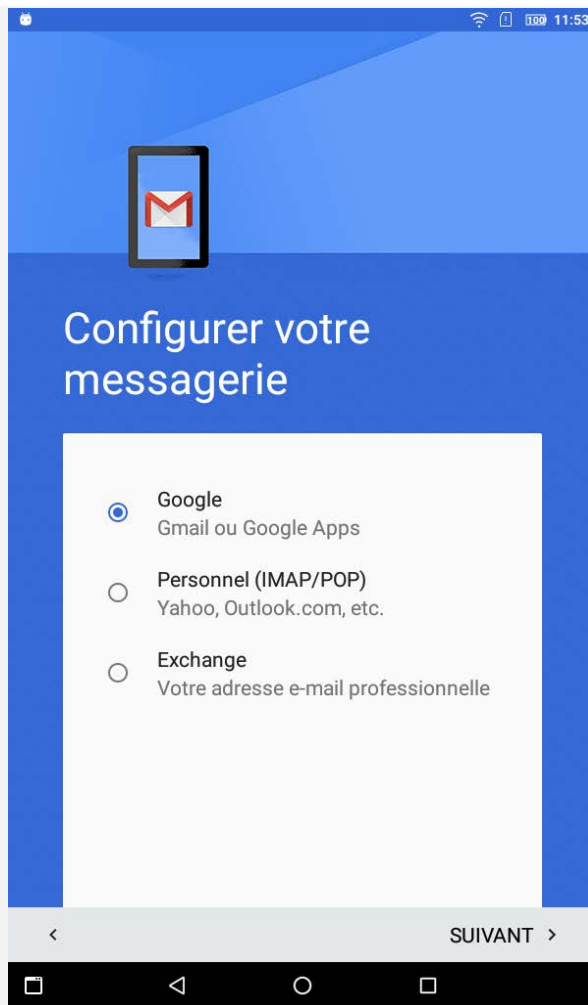 100 11:53
Configurer votre
messagerie
Google
Gmail ou Google Apps
Personnel (IMAP/POP)
Yahoo, Outlook.com, etc.
Exchange
Votre adresse e-mail professionnelle
SUIVANT